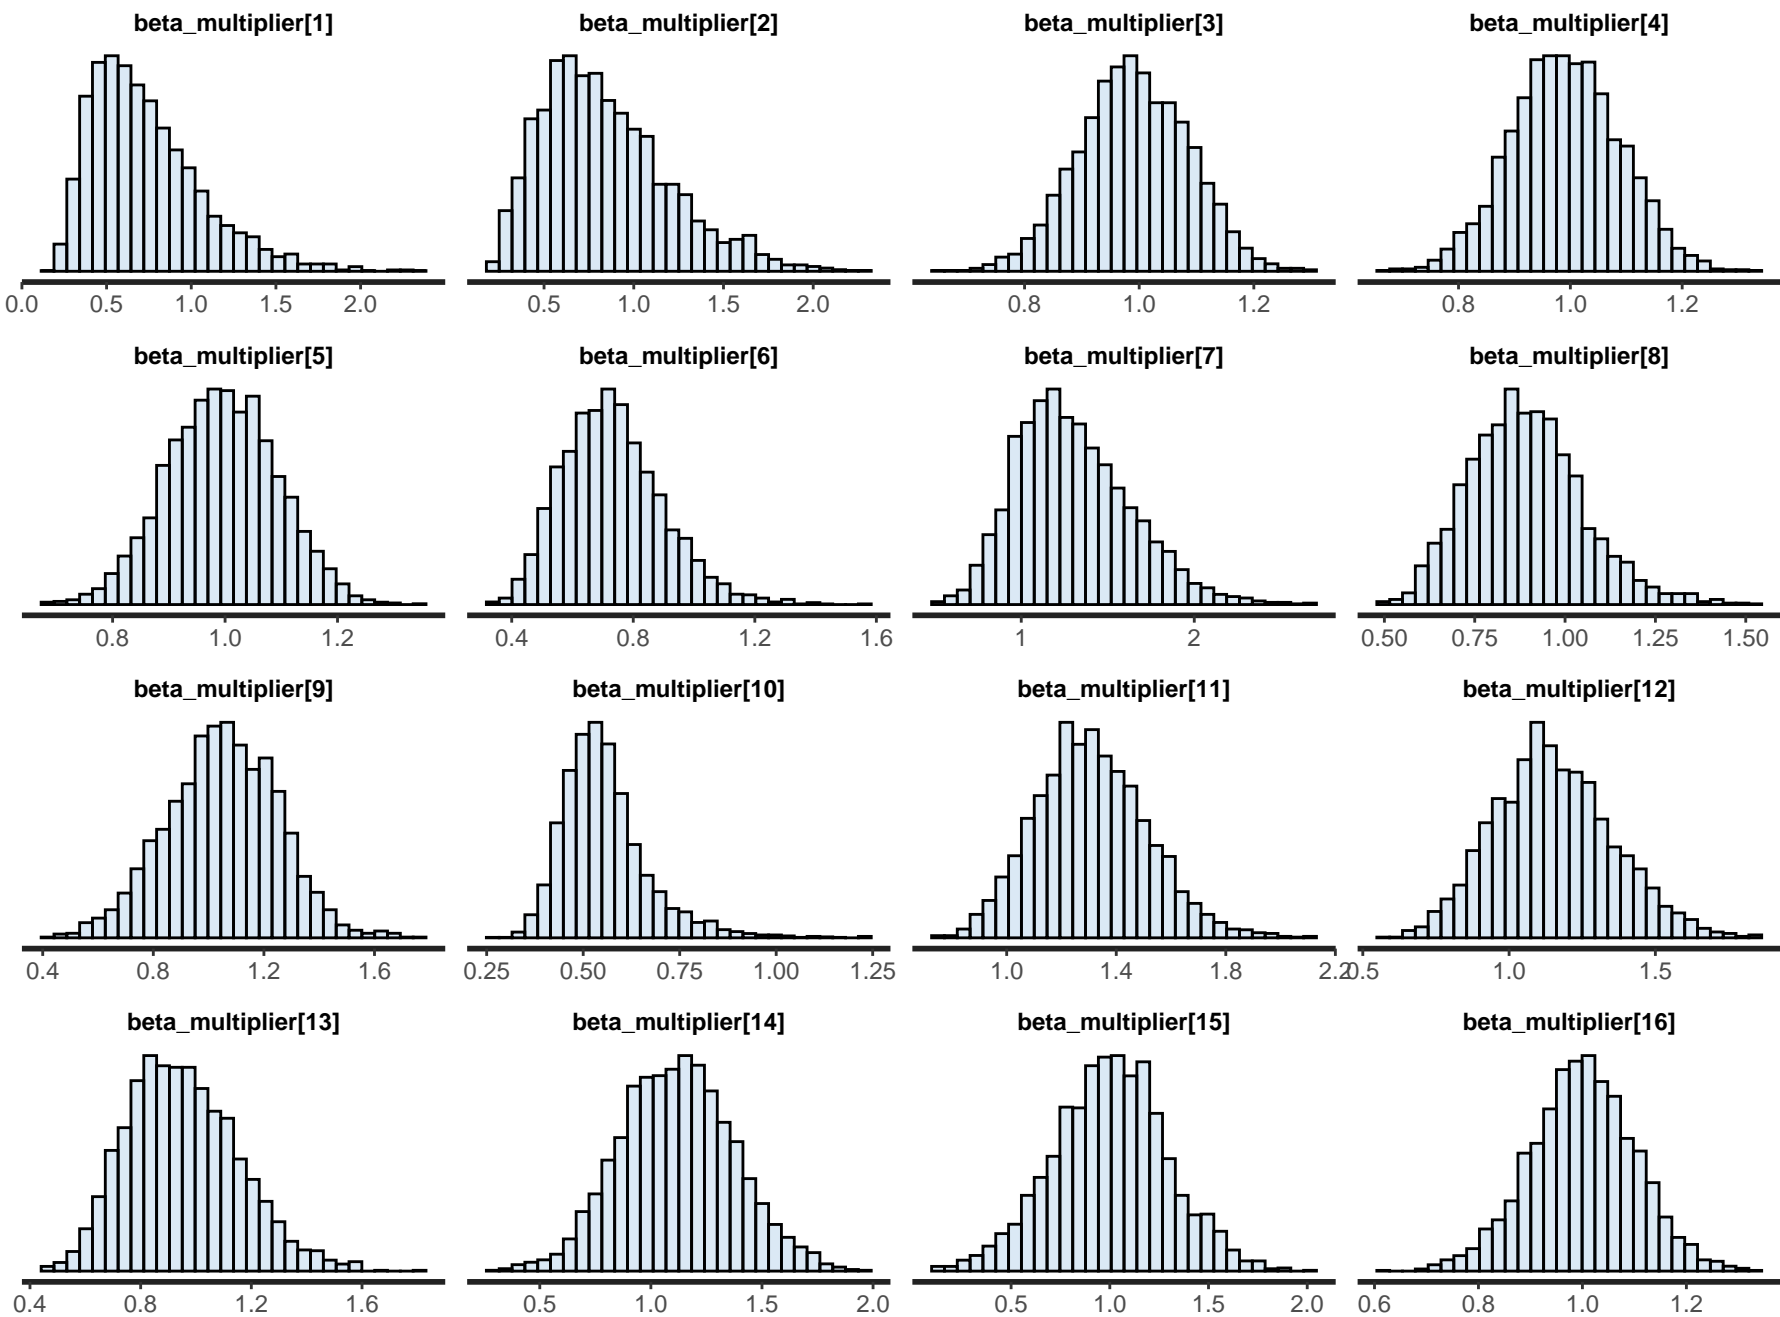 beta_multiplier[1] beta_multiplier[2] beta_multiplier[3] beta_multiplier[4]
0.0 0.5 1.0 1.5 2.0 0.5 1.0 1.5 2.0 0.8 1.0 1.2 0.8 1.0 1.2
beta_multiplier[5] beta_multiplier[6] beta_multiplier[7] beta_multiplier[8]
0.8 1.0 1.2 0.4 0.8 1.2 1.6 1 2 0.50 0.75 1.00 1.25 1.50
beta_multiplier[9] beta_multiplier[10] beta_multiplier[11] beta_multiplier[12]
0.4 0.8 1.2 1.6 0.25 0.50 0.75 1.00 1.25 1.0 1.4 1.8 2.2 0.5 1.0 1.5
beta_multiplier[13] beta_multiplier[14] beta_multiplier[15] beta_multiplier[16]
0.4 0.8 1.2 1.6 0.5 1.0 1.5 2.0 0.5 1.0 1.5 2.0 0.6 0.8 1.0 1.2